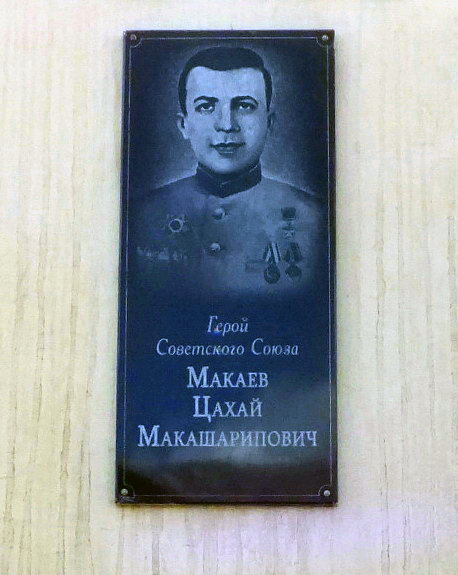 Герой
Советского Союза
Макаев
Цахай
Макашарипович